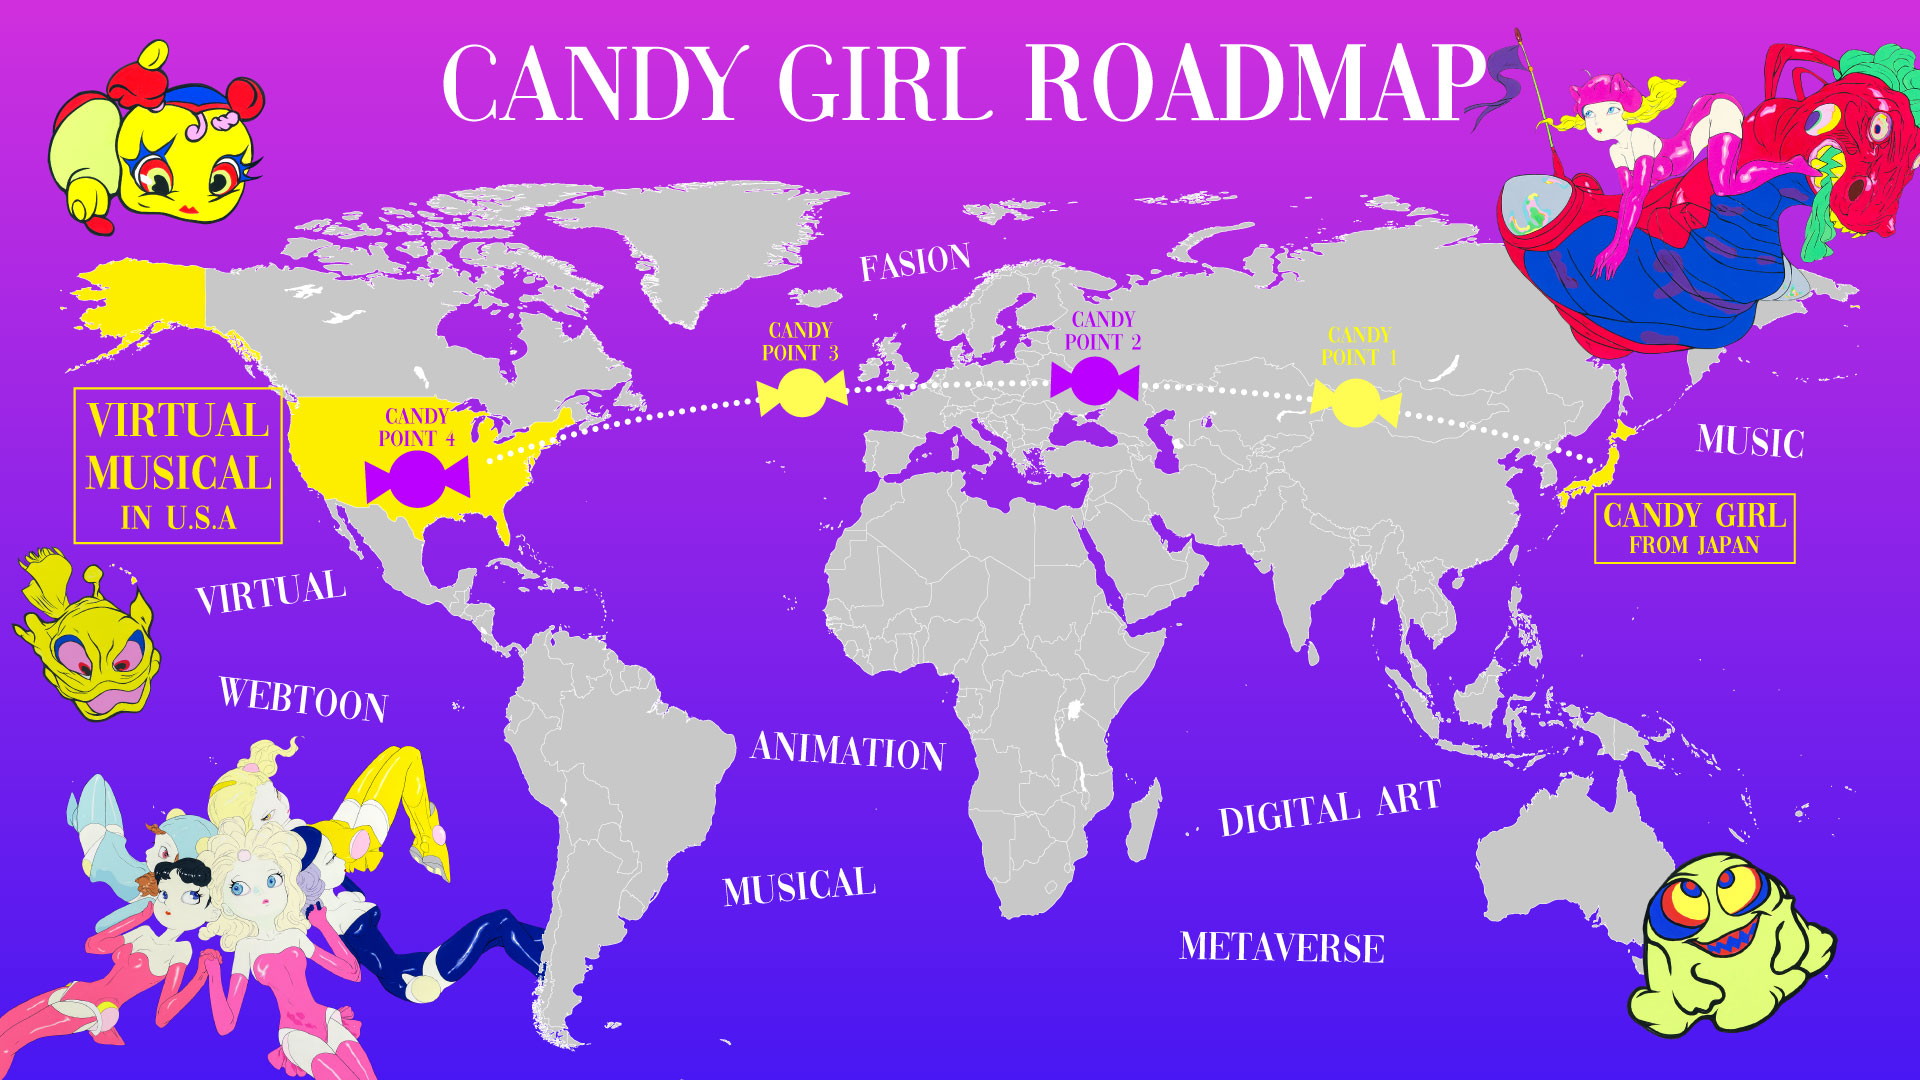 CANDY GIRL ROADMAP
FASION
CANDY
POINT 3
CANDY
POINT 2
CANDY
POINT 1
VIRTUAL
MUSICAL
IN U.S.A
CANDY
POINT 4
MUSIC
CANDY GIRL
FROM JAPAN
VIRTUAL
WEBTOON
ANIMATION
DIGITAL ART
MUSICAL
METAVERSE